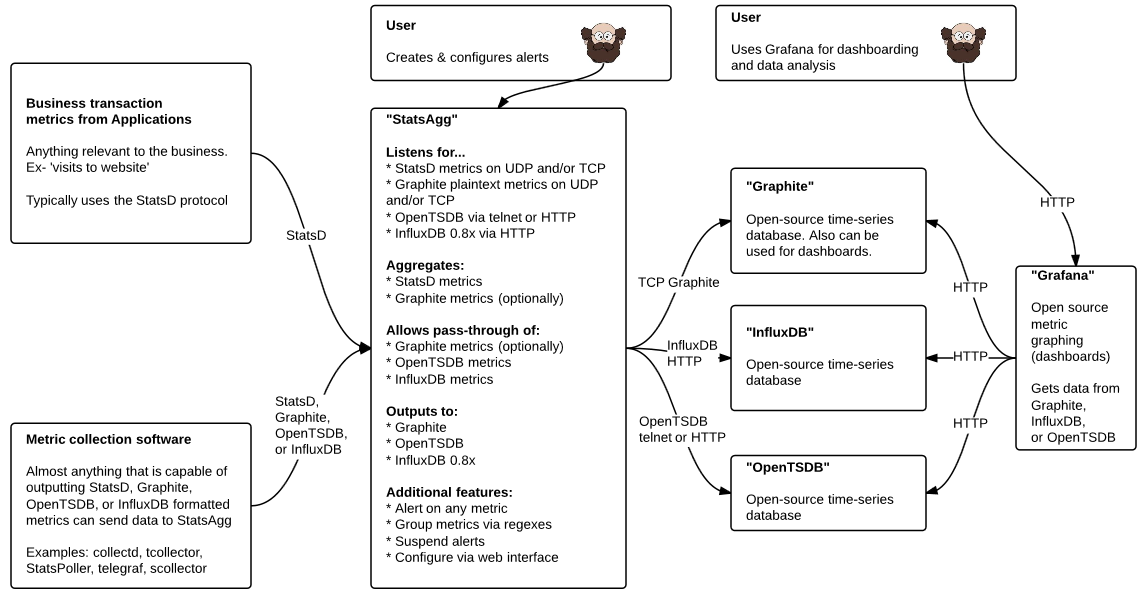 User
Creates & configures alerts
User
Uses Grafana for dashboarding
and data analysis
Business transaction
metrics from Applications
Anything relevant to the business.
Ex- 'visits to website'
Typically uses the StatsD protocol
StatsD
Metric collection software
Almost anything that is capable of
outputting StatsD, Graphite,
OpenTSDB, or InfluxDB formatted
metrics can send data to StatsAgg
Examples: collectd, tcollector,
StatsPoller, telegraf, scollector
StatsD,
Graphite,
OpenTSDB,
or InfluxDB
"StatsAgg"
Listens for...
* StatsD metrics on UDP and/or TCP
* Graphite plaintext metrics on UDP
and/or TCP
* OpenTSDB via telnet or HTTP
* InfluxDB 0.8x via HTTP
Aggregates:
* StatsD metrics
* Graphite metrics (optionally)
Allows pass-through of:
* Graphite metrics (optionally)
* OpenTSDB metrics
* InfluxDB metrics
Outputs to:
* Graphite
* OpenTSDB
* InfluxDB 0.8x
Additional features:
* Alert on any metric
* Group metrics via regexes
* Suspend alerts
* Configure via web interface
TCP Graphite
InfluxDB
HTTP
OpenTSDB
telnet or HTTP
"Graphite"
Open-source time-series
database. Also can be
used for dashboards.
"InfluxDB"
Open-source time-series
database
"OpenTSDB"
Open-source time-series
database
HTTP
HTTP
HTTP
HTTP
"Grafana"
Open source
metric
graphing
(dashboards)
Gets data from
Graphite,
InfluxDB,
or OpenTSDB